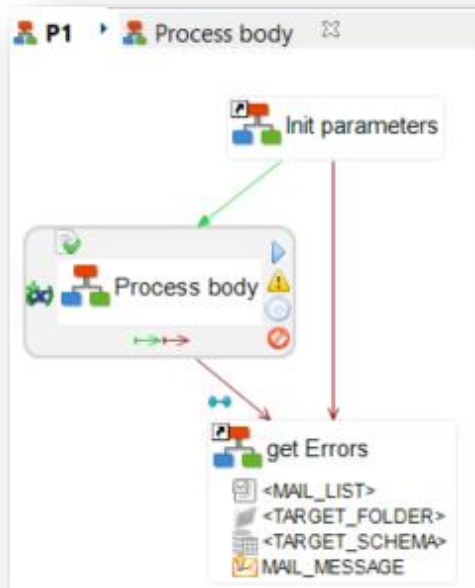 P1 Process body
Init parameters
Process body
get Errors
<MAIL_LIST>
<TARGET_FOLDER>
<TARGET_SCHEMA>
MAIL_MESSAGE